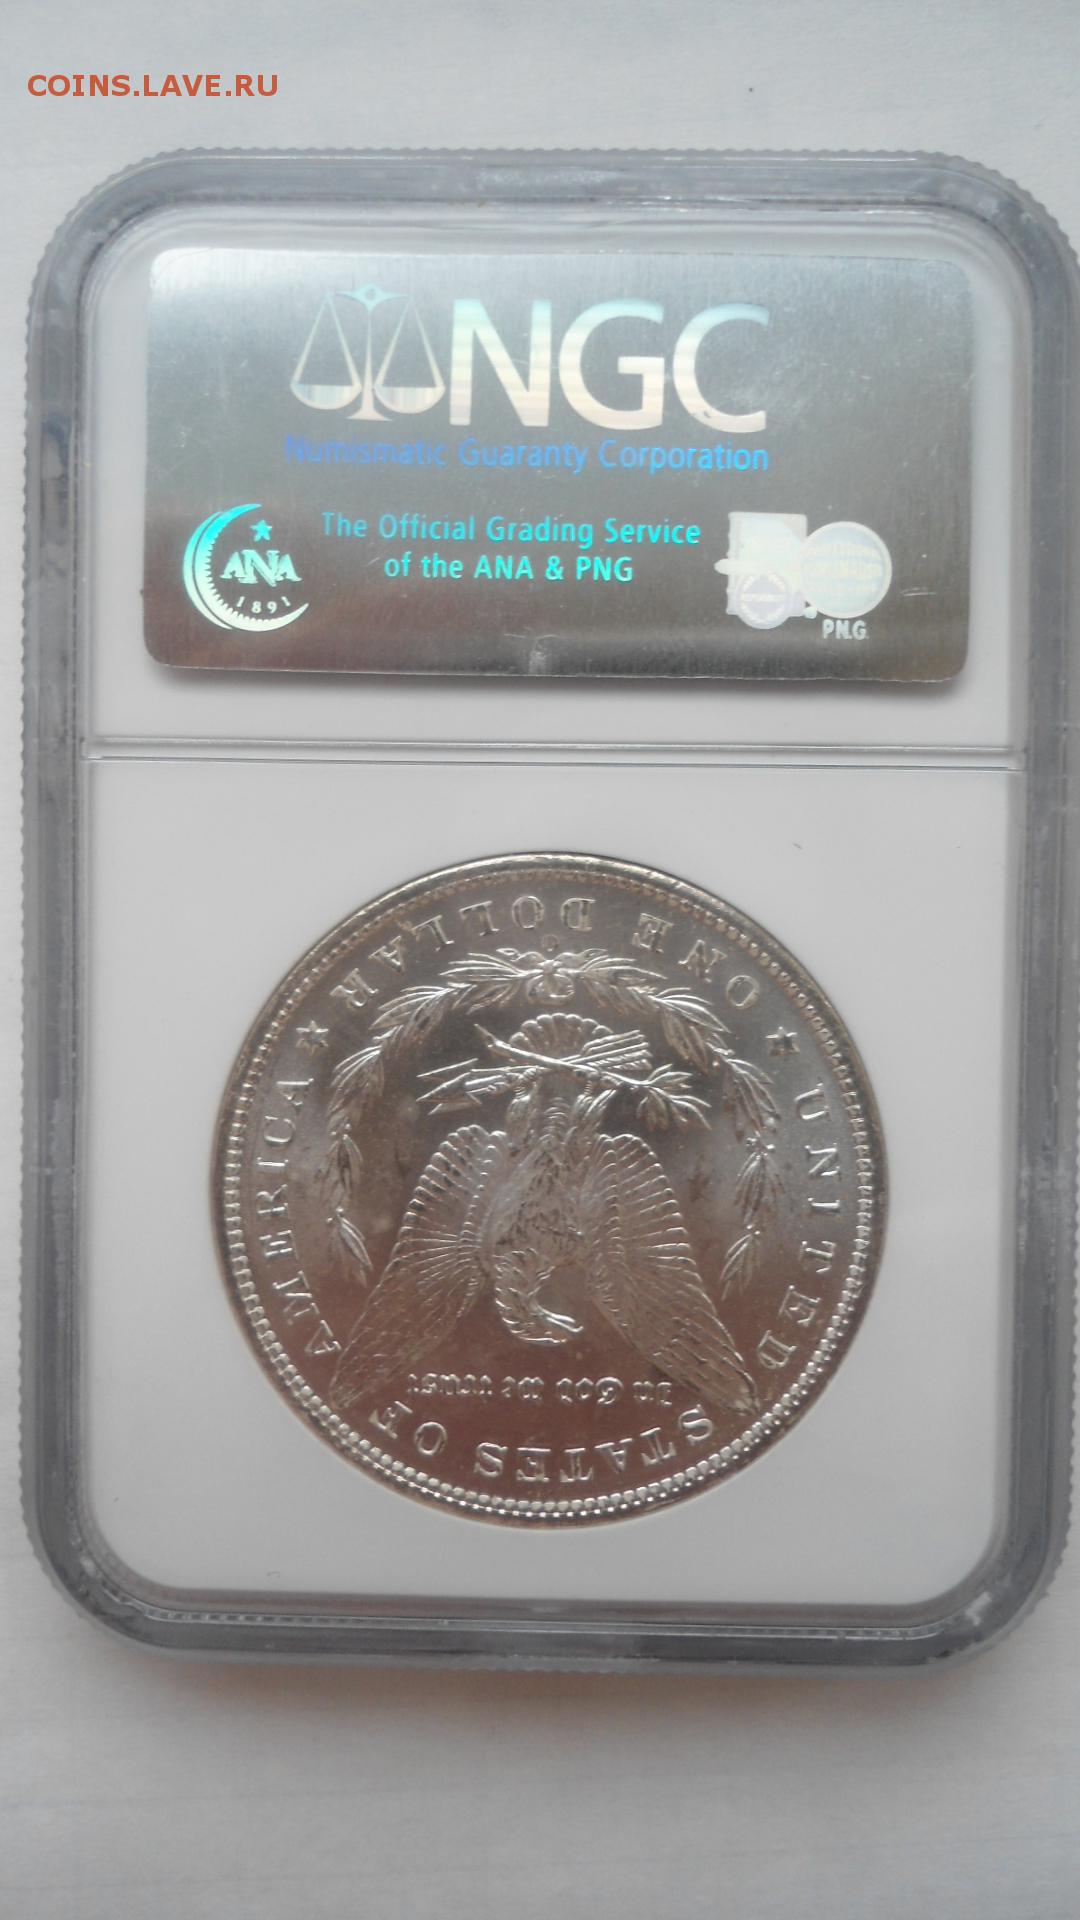 COINS.LAVE.RU
NGC
Numismatic Guaranty Corporation
The Official Grading Service
of the ANA & PNG
ANA
1891
P.N.G.
UNITED STATES OF AMERICA
In God we trust
ONE DOLLAR
O